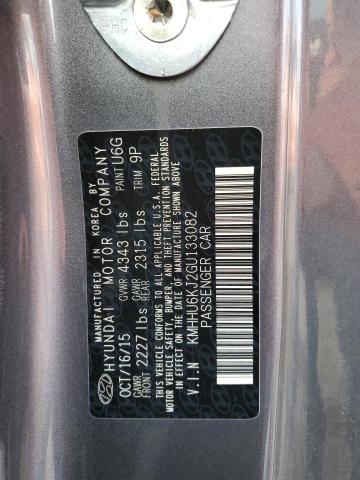 PHC
MANUFACTURED IN KOREA BY
HYUNDAI MOTOR COMPANY
OCT/16/15 GVWR 4343 lbs PAINT U6G
GAWR FRONT 2227 lbs GAWR REAR 2315 lbs TRIM 9P
THIS VEHICLE CONFORMS TO ALL APPLICABLE U.S.A. FEDERAL
MOTOR VEHICLE SAFETY, BUMPER, AND THEFT PREVENTION STANDARDS
IN EFFECT ON THE DATE OF MANUFACTURE SHOWN ABOVE
V.I.N KMHHU6KJ2GU133082
PASSENGER CAR